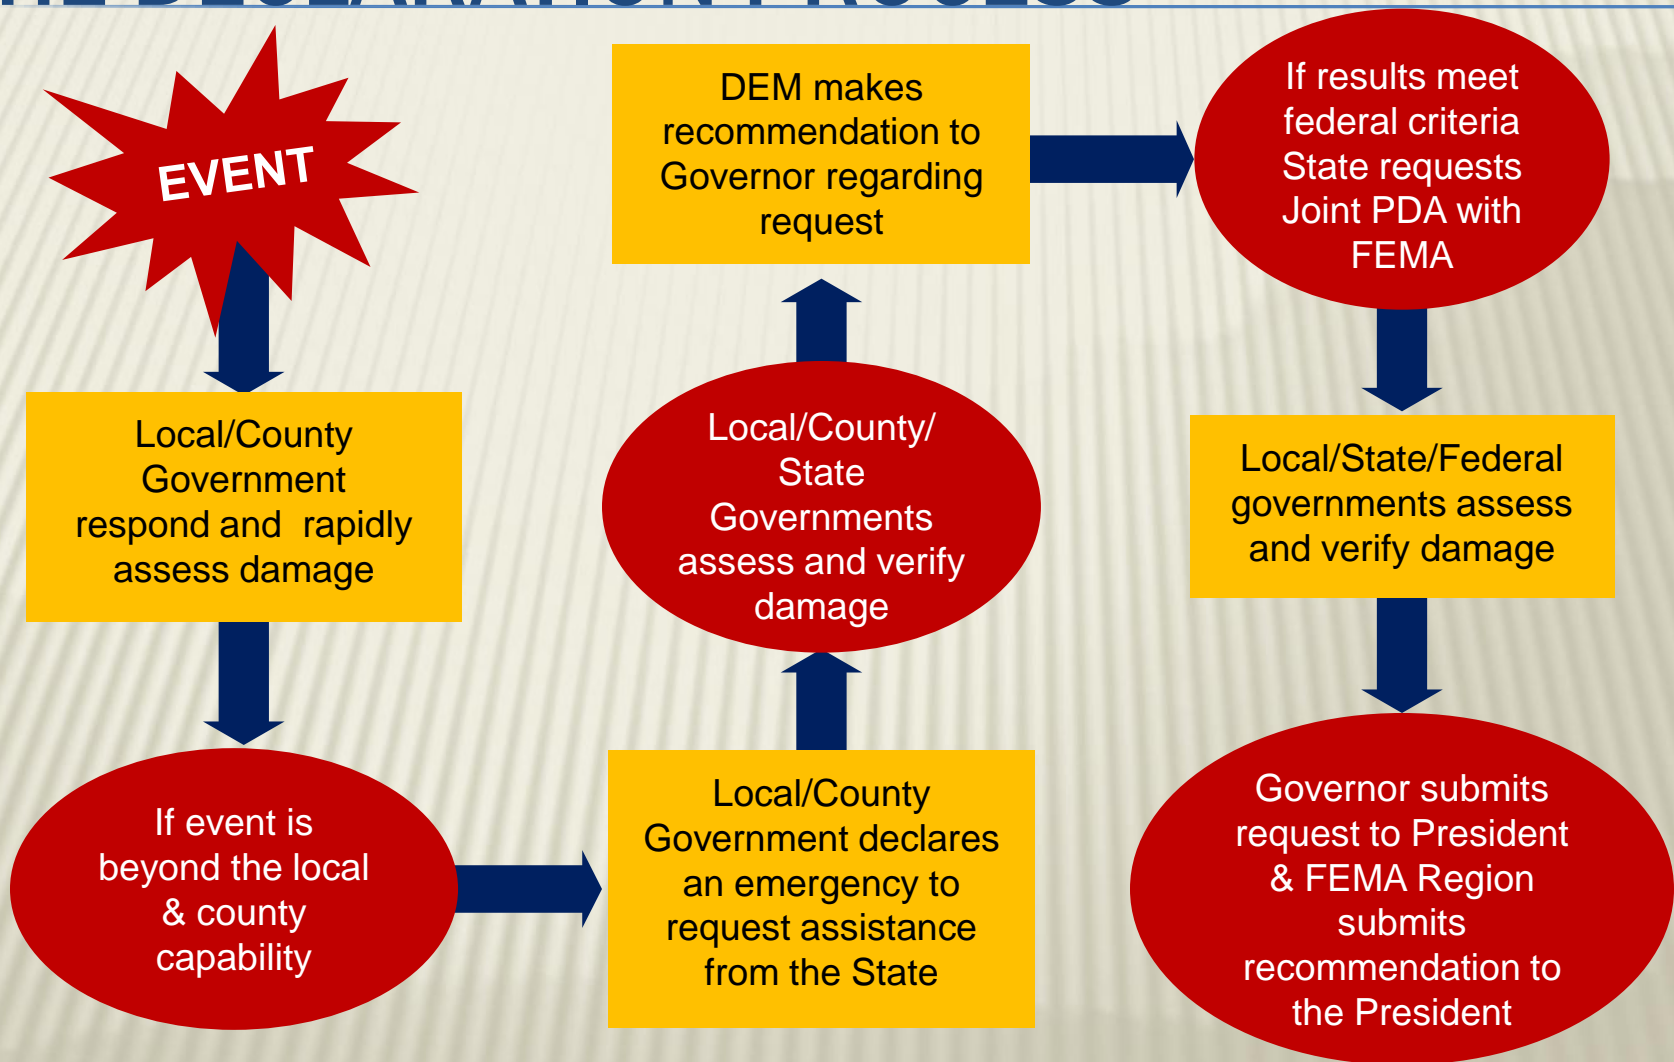 THE DECLARATION PROCESS
EVENT
Local/County
Government
respond and rapidly
assess damage
If event is
beyond the local
& county
capability
Local/County
Government declares
an emergency to
request assistance
from the State
Local/County/
State
Governments
assess and verify
damage
DEM makes
recommendation to
Governor regarding
request
If results meet
federal criteria
State requests
Joint PDA with
FEMA
Local/State/Federal
governments assess
and verify damage
Governor submits
request to President
& FEMA Region
submits
recommendation to
the President